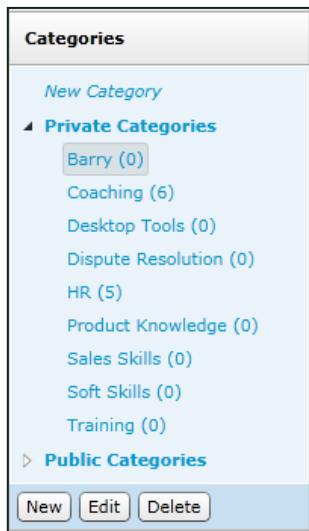 Categories
New Category
Private Categories
Barry (0)
Coaching (6)
Desktop Tools (0)
Dispute Resolution (0)
HR (5)
Product Knowledge (0)
Sales Skills (0)
Soft Skills (0)
Training (0)
Public Categories
New Edit Delete